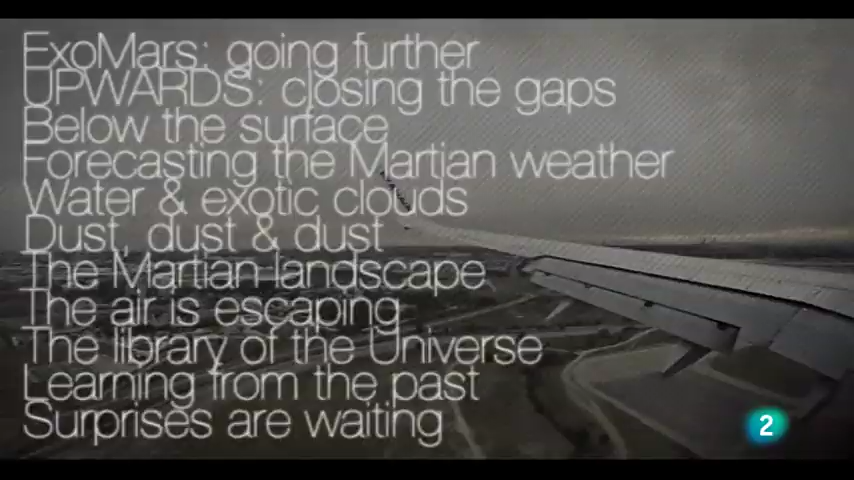 ExoMars: going further
UPWARDS: closing the gaps
Below the surface
Forecasting the Martian weather
Water & exotic clouds
Dust, dust & dust
The Martian landscape
The air is escaping
The library of the Universe
Learning from the past
Surprises are waiting
2